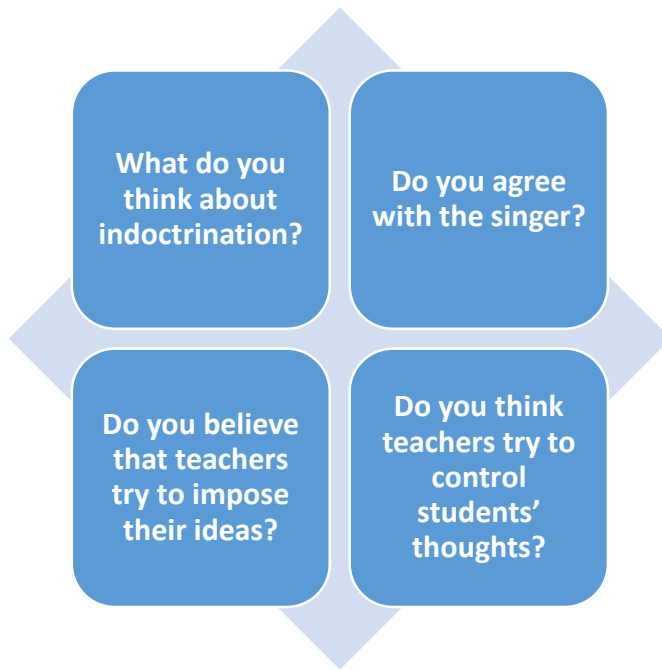 What do you
think about
indoctrination?
Do you agree
with the singer?
Do you believe
that teachers
try to impose
their ideas?
Do you think
teachers try to
control
students’
thoughts?